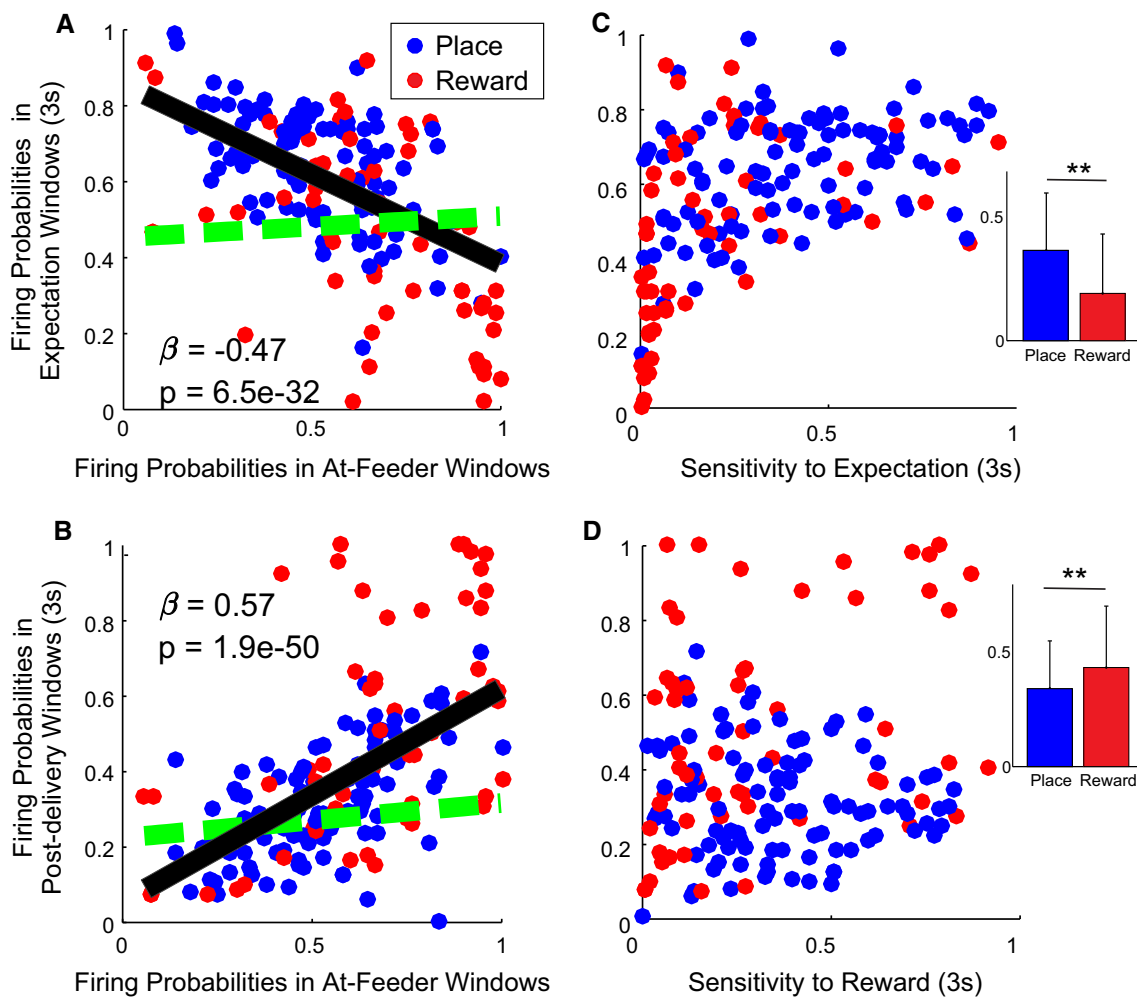 A
Firing Probabilities in
Expectation Windows (3s)
1
0.8
0.6
0.4
0.2
0
0
0.5
1
Place
Reward
β = -0.47
p = 6.5e-32
Firing Probabilities in At-Feeder Windows
C
1
0.8
0.6
0.4
0.2
0
0
0.5
1
Sensitivity to Expectation (3s)
**
0.5
0
Place Reward
B
Firing Probabilities in
Post-delivery Windows (3s)
1
0.8
0.6
0.4
0.2
0
0
0.5
1
β = 0.57
p = 1.9e-50
Firing Probabilities in At-Feeder Windows
D
1
0.8
0.6
0.4
0.2
0
0
0.5
1
Sensitivity to Reward (3s)
**
0.5
0
Place Reward